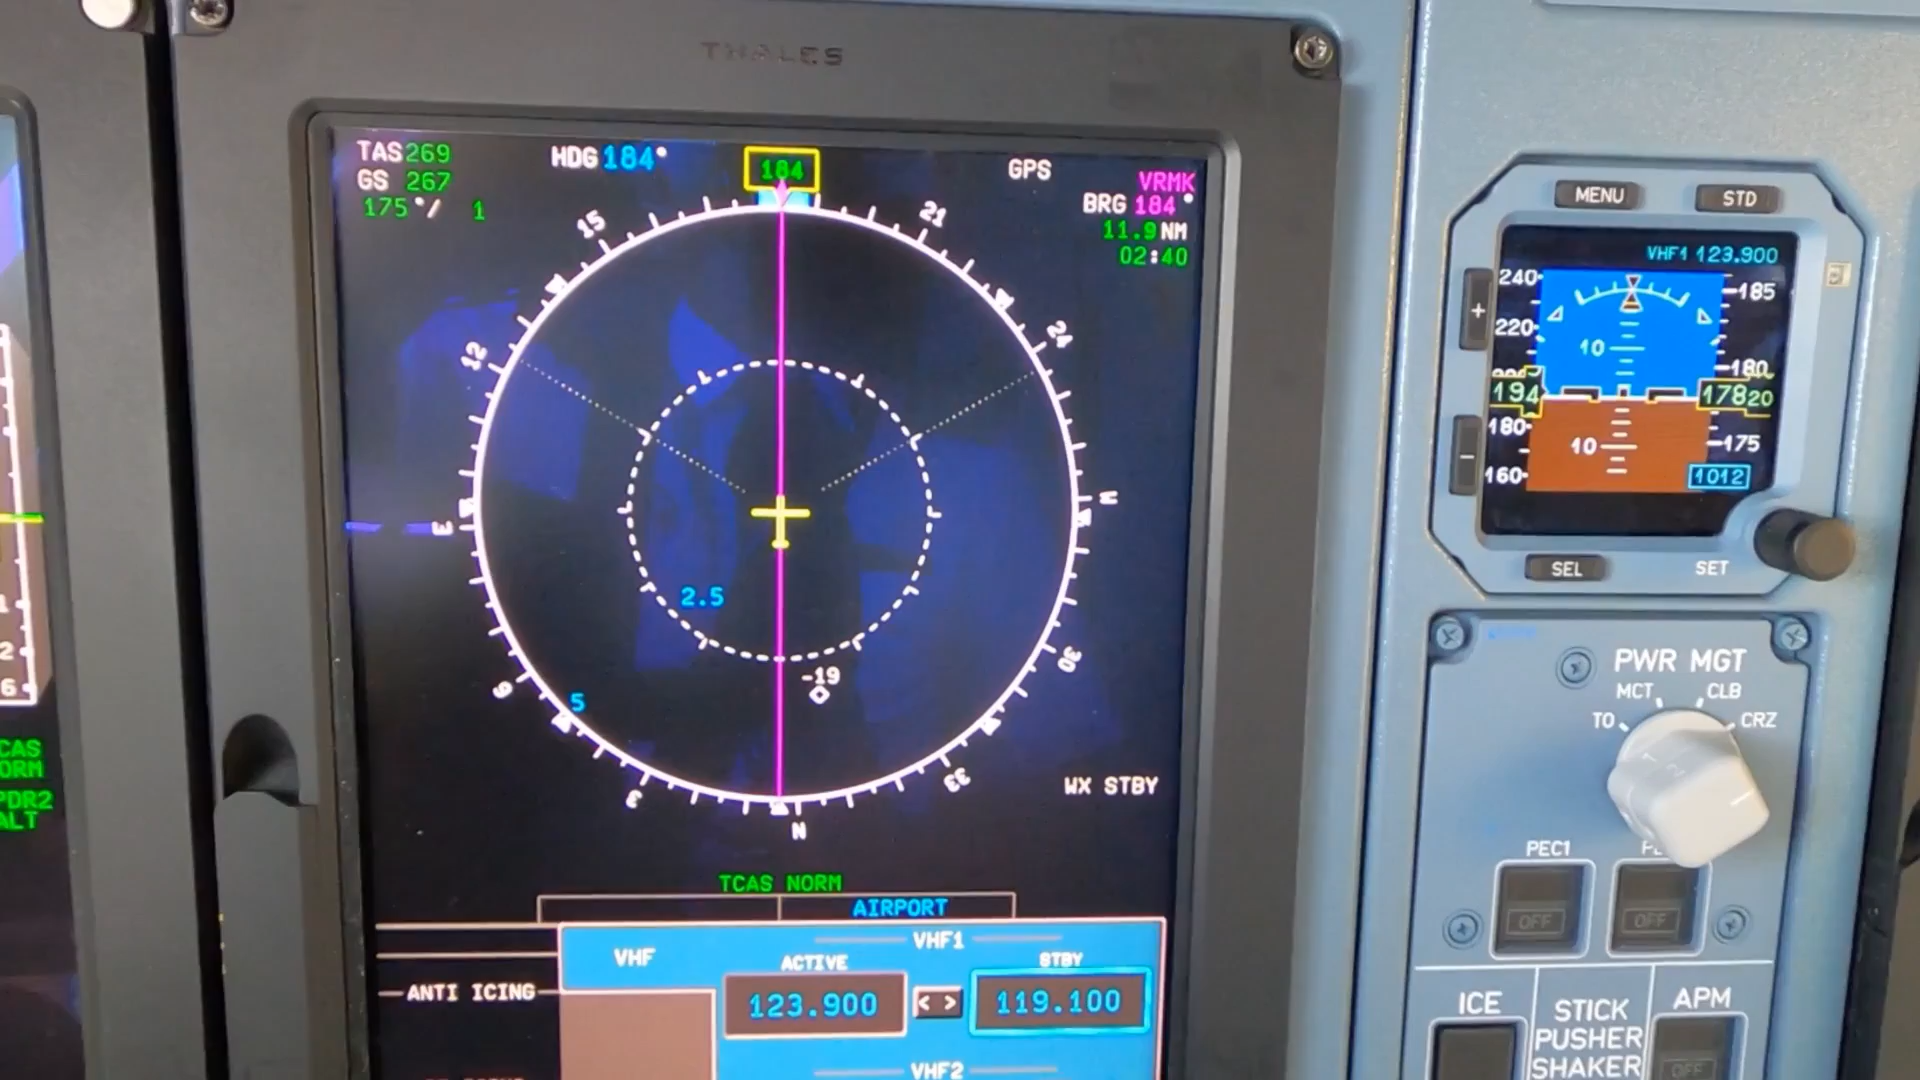 THALES
TAS 269
GS 267
175°/ 1
HDG 184°
184
GPS
VRMK
BRG 184°
11.9 NM
02:40
12
15
21
24
W
30
33
N
3
6
E
2.5
5
-19
WX STBY
TCAS NORM
AIRPORT
VHF
VHF1
ACTIVE
STBY
123.900
< >
119.100
VHF2
ANTI ICING
2
6
MENU
STD
VHF1 123.900
240
220
194
180
160
10
10
185
180
17820
175
1012
+
-
SEL
SET
PWR MGT
MCT
CLB
TO
CRZ
PEC1
OFF
OFF
ICE
STICK
PUSHER
SHAKER
APM
OFF